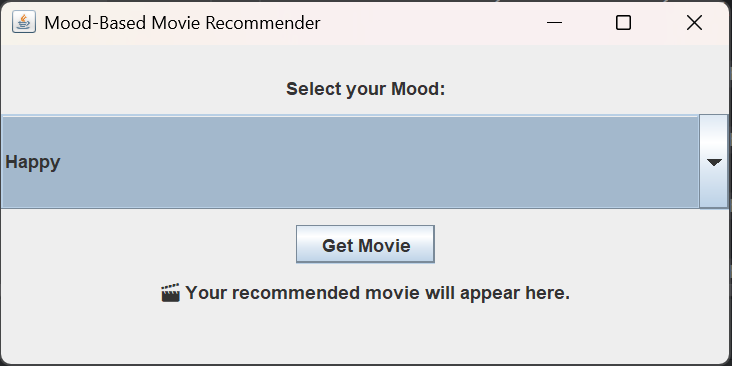 Mood-Based Movie Recommender
Select your Mood:
Happy
Get Movie
🎬 Your recommended movie will appear here.